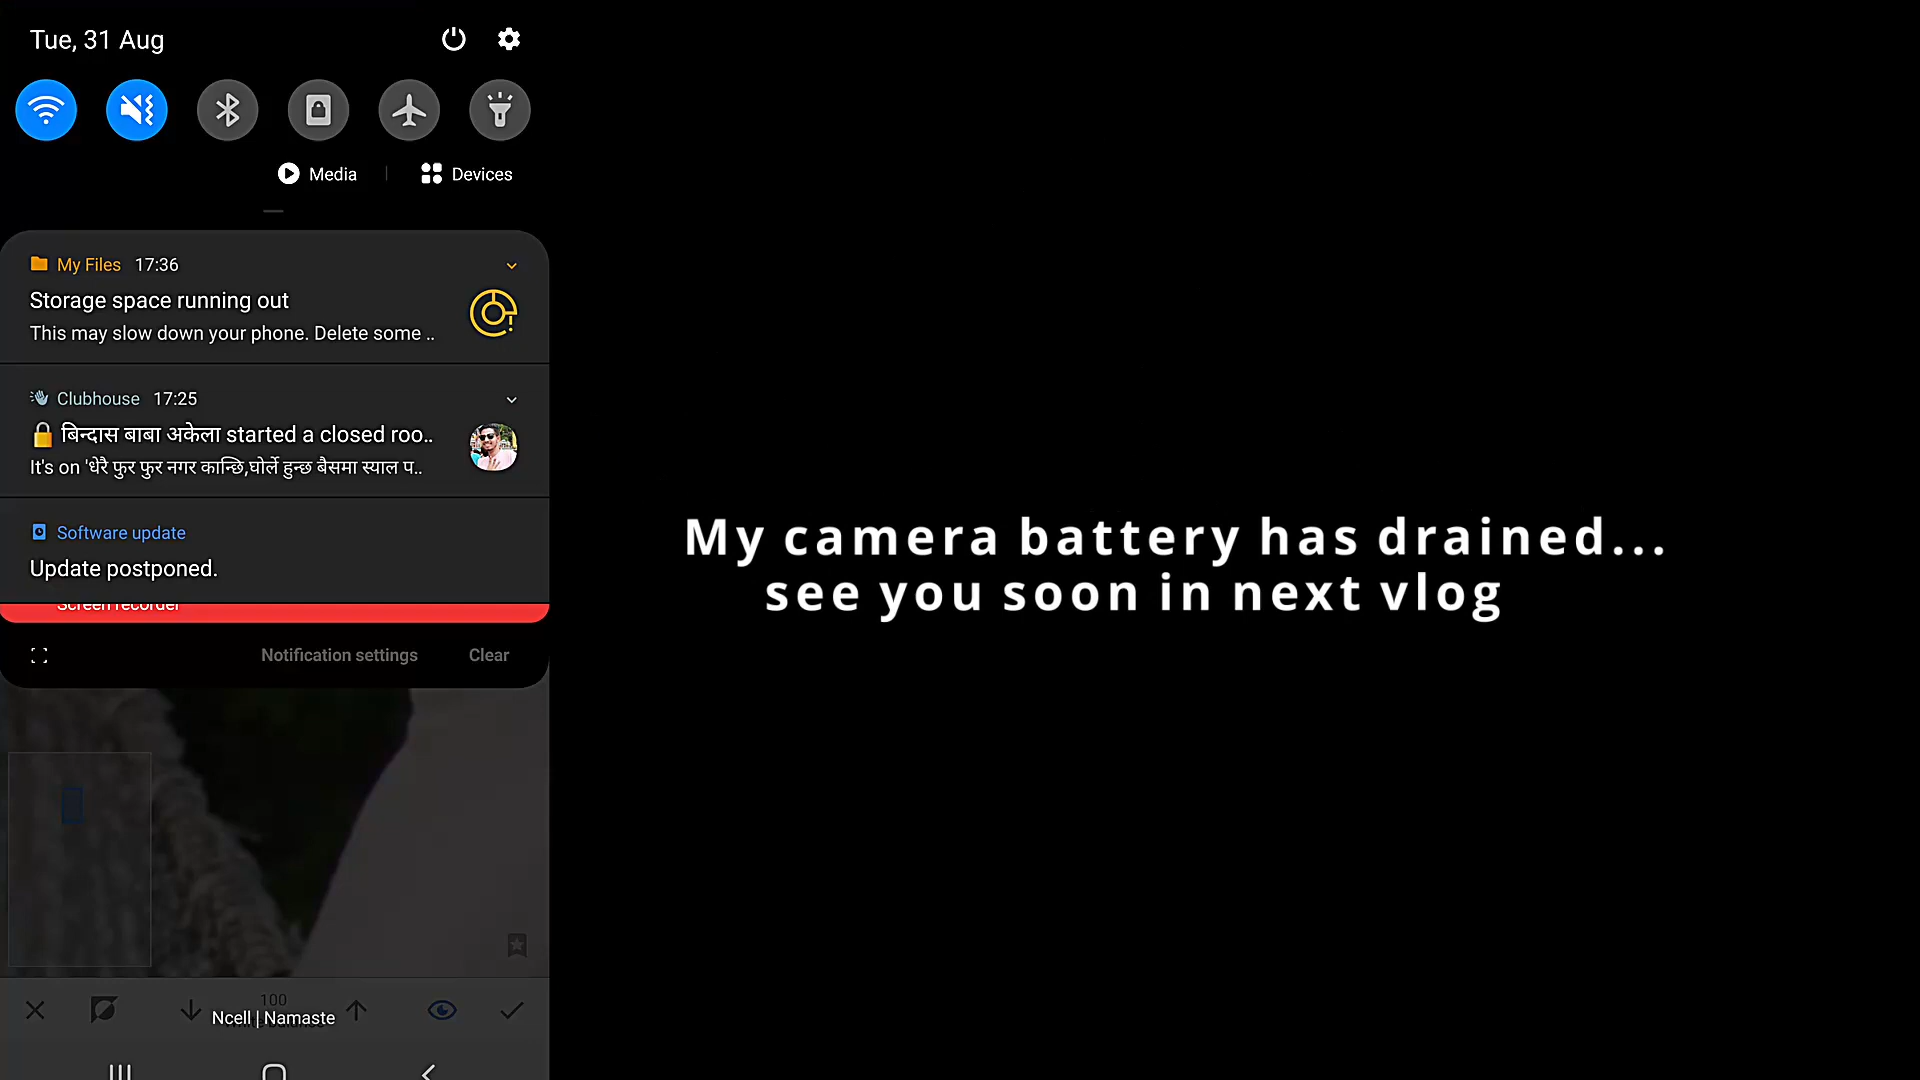 Tue, 31 Aug
Media
Devices
My Files 17:36
Storage space running out
This may slow down your phone. Delete some ..
Clubhouse 17:25
🔒 बिन्दास बाबा अकेला started a closed roo..
It's on 'धेरै फुर फुर नगर कान्छि,घोर्ले हुन्छ बैसमा स्याल प..
Software update
Update postponed.
Screen recorder
Notification settings Clear
100
Ncell | Namaste
My camera battery has drained...
see you soon in next vlog